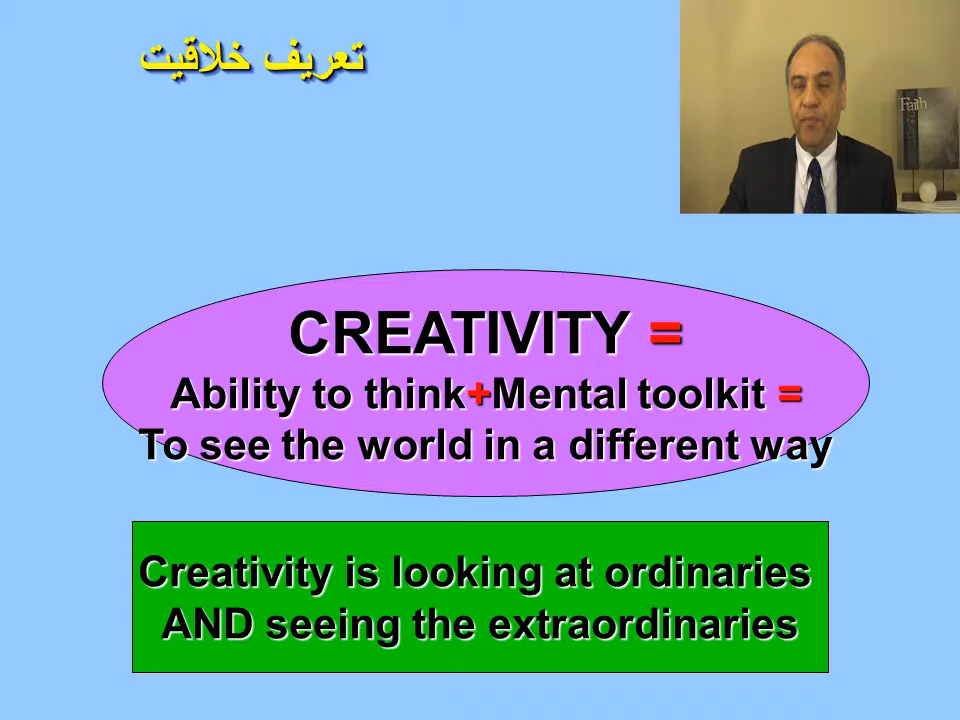 تعریف خلاقیت
Faith
CREATIVITY =
Ability to think+Mental toolkit =
To see the world in a different way
Creativity is looking at ordinaries
AND seeing the extraordinaries